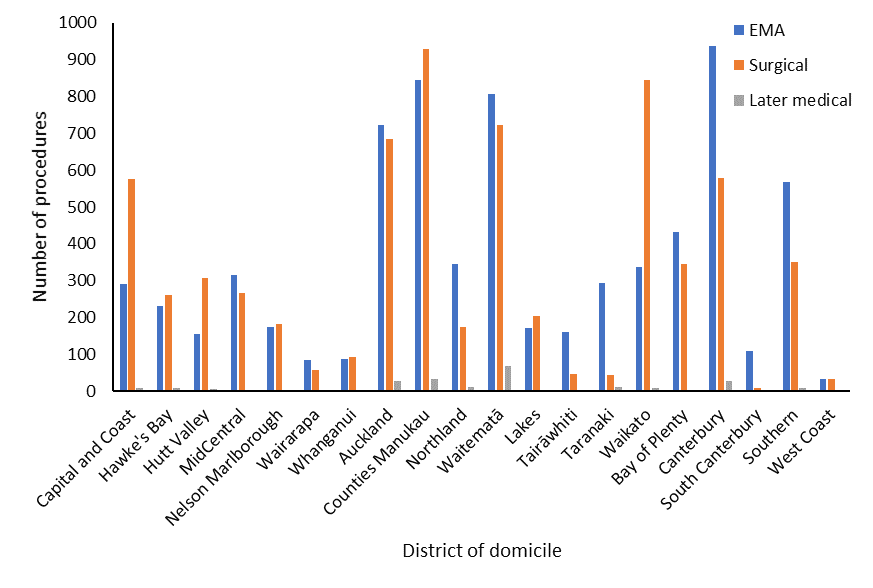 Number of procedures
1000
900
800
700
600
500
400
300
200
100
0
EMA
Surgical
Later medical
Capital and Coast
Hawke's Bay
Hutt Valley
MidCentral
Nelson Marlborough
Wairarapa
Whanganui
Auckland
Counties Manukau
Northland
Waitematā
Lakes
Tairāwhiti
Taranaki
Waikato
Bay of Plenty
Canterbury
South Canterbury
Southern
West Coast
District of domicile